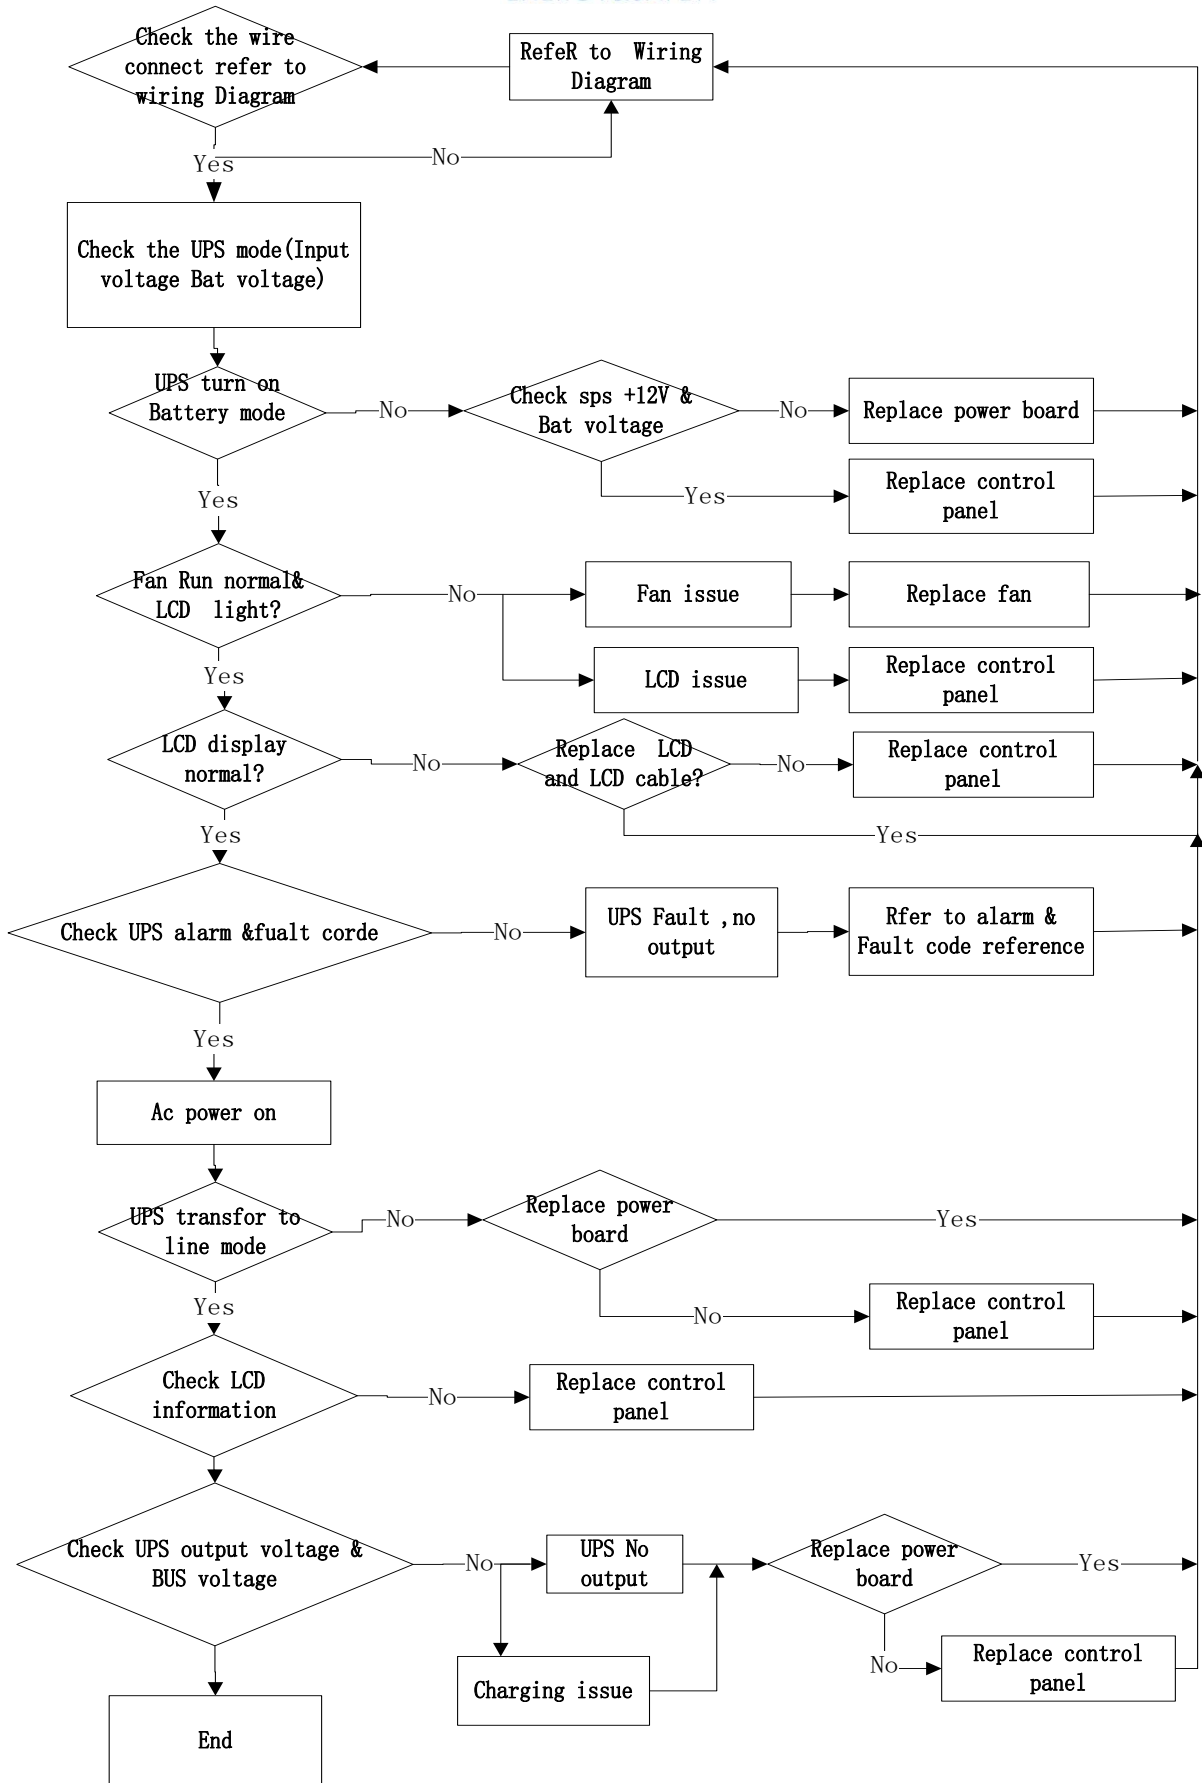 Check the wire
connect refer to
wiring Diagram
RefeR to Wiring
Diagram
Yes
No
Check the UPS mode(Input
voltage Bat voltage)
UPS turn on
Battery mode
No
Check sps +12V &
Bat voltage
No
Replace power board
Yes
Yes
Replace control
panel
Fan Run normal&
LCD light?
No
Fan issue
Replace fan
Yes
LCD issue
Replace control
panel
LCD display
normal?
No
Replace LCD
and LCD cable?
No
Replace control
panel
Yes
Yes
Check UPS alarm &fualt corde
No
UPS Fault ,no
output
Rfer to alarm &
Fault code reference
Yes
Ac power on
UPS transfor to
line mode
No
Replace power
board
Yes
Yes
No
Replace control
panel
Check LCD
information
No
Replace control
panel
Check UPS output voltage &
BUS voltage
No
UPS No
output
Replace power
board
Yes
Charging issue
No
Replace control
panel
End